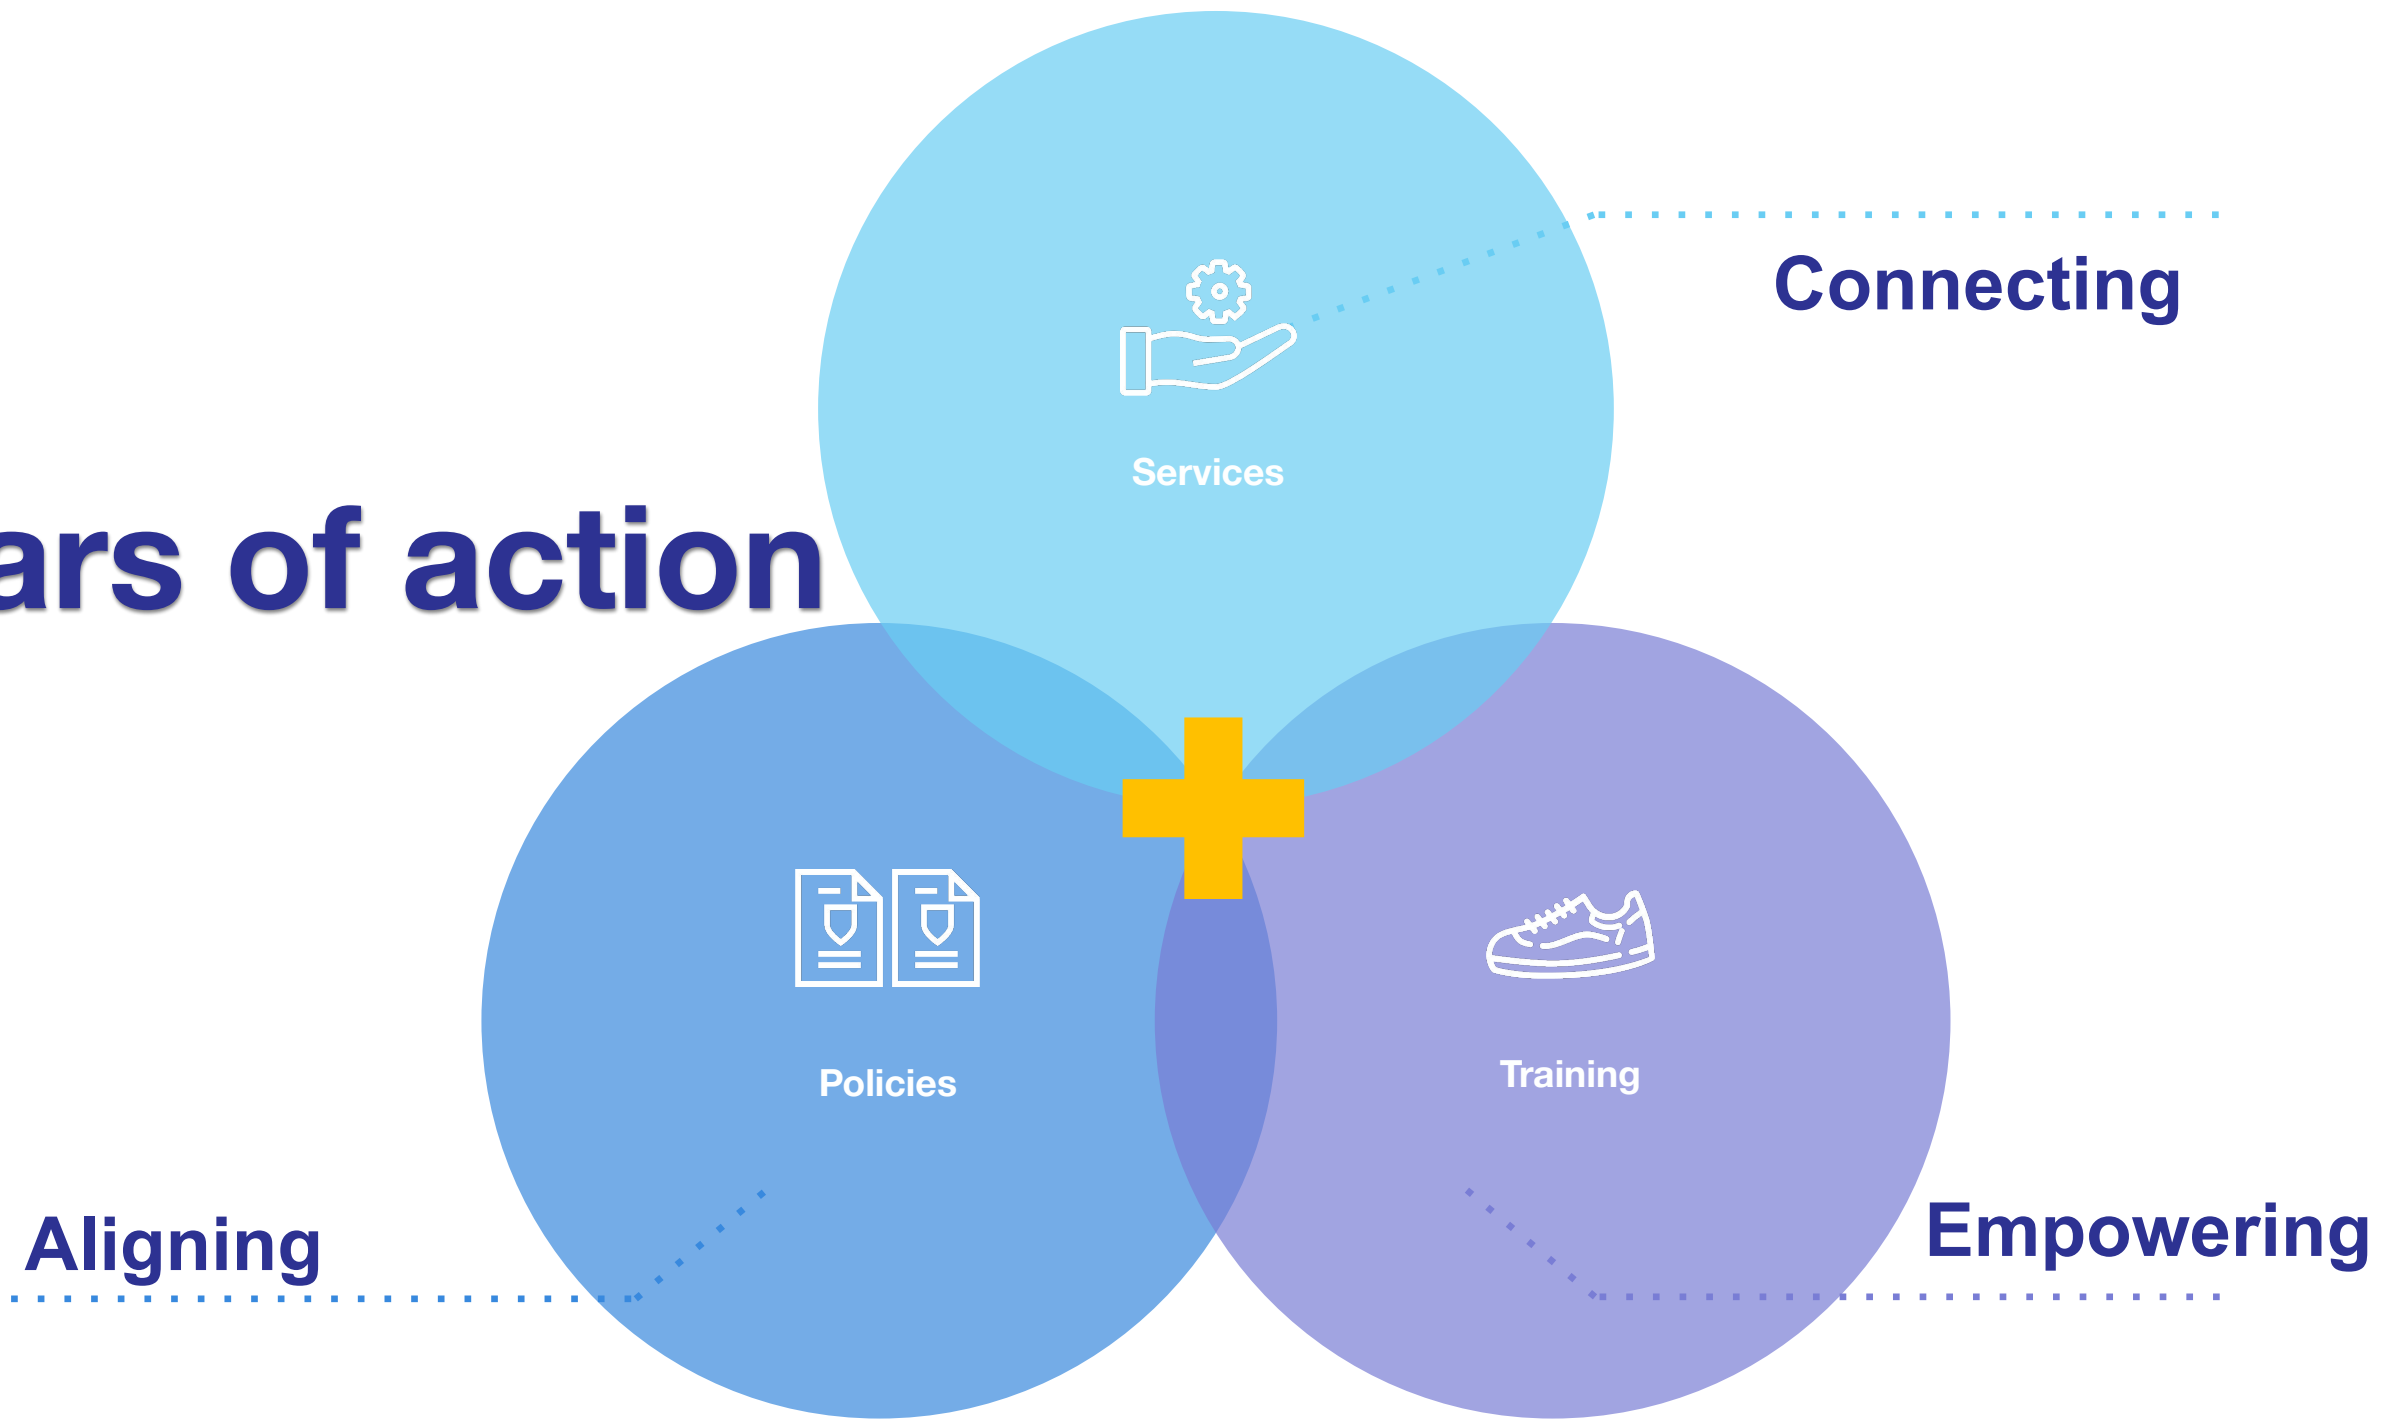 Connecting
Services
ars of action
Policies
Training
Aligning
Empowering